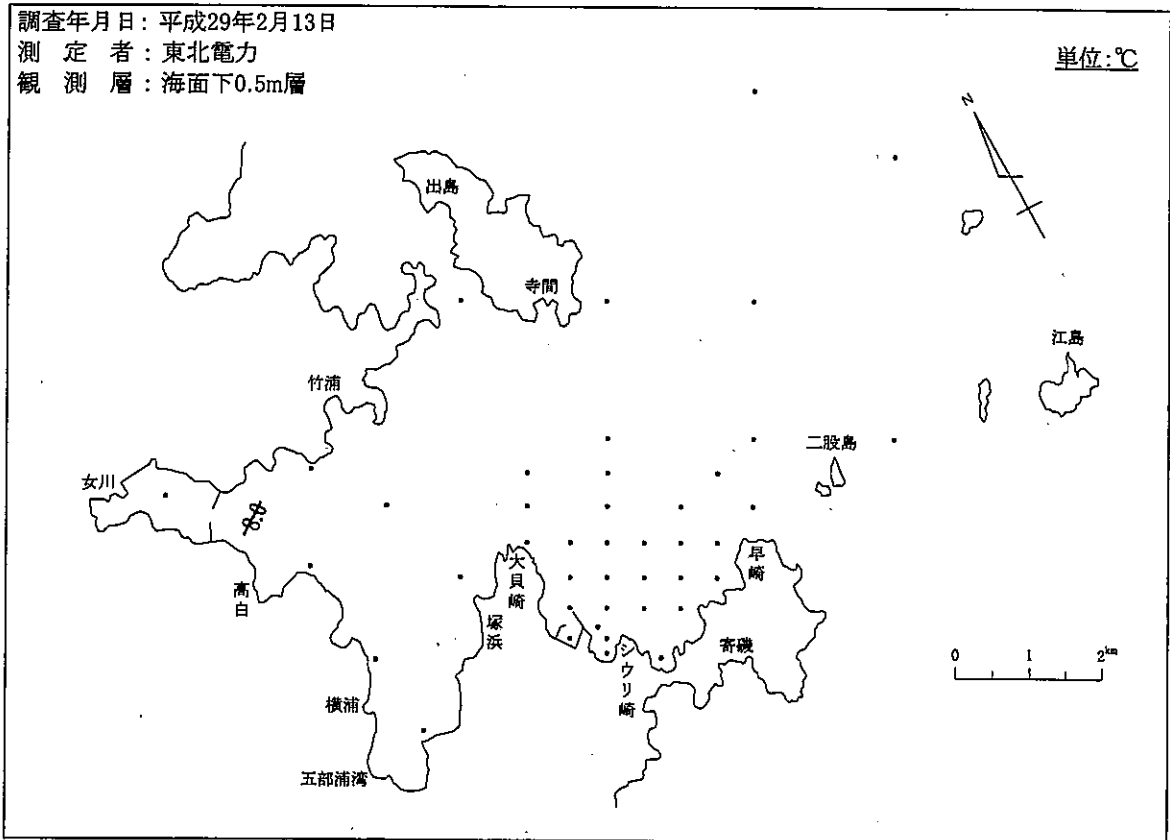 調査年月日：平成29年2月13日
測定者：東北電力
観測層：海面下0.5m層
単位：℃
N
出島
寺間
江島
竹浦
二股島
女川
早崎
大貝崎
高白
塚浜
寄磯
シウリ崎
0 1 2km
横浦
五部浦湾